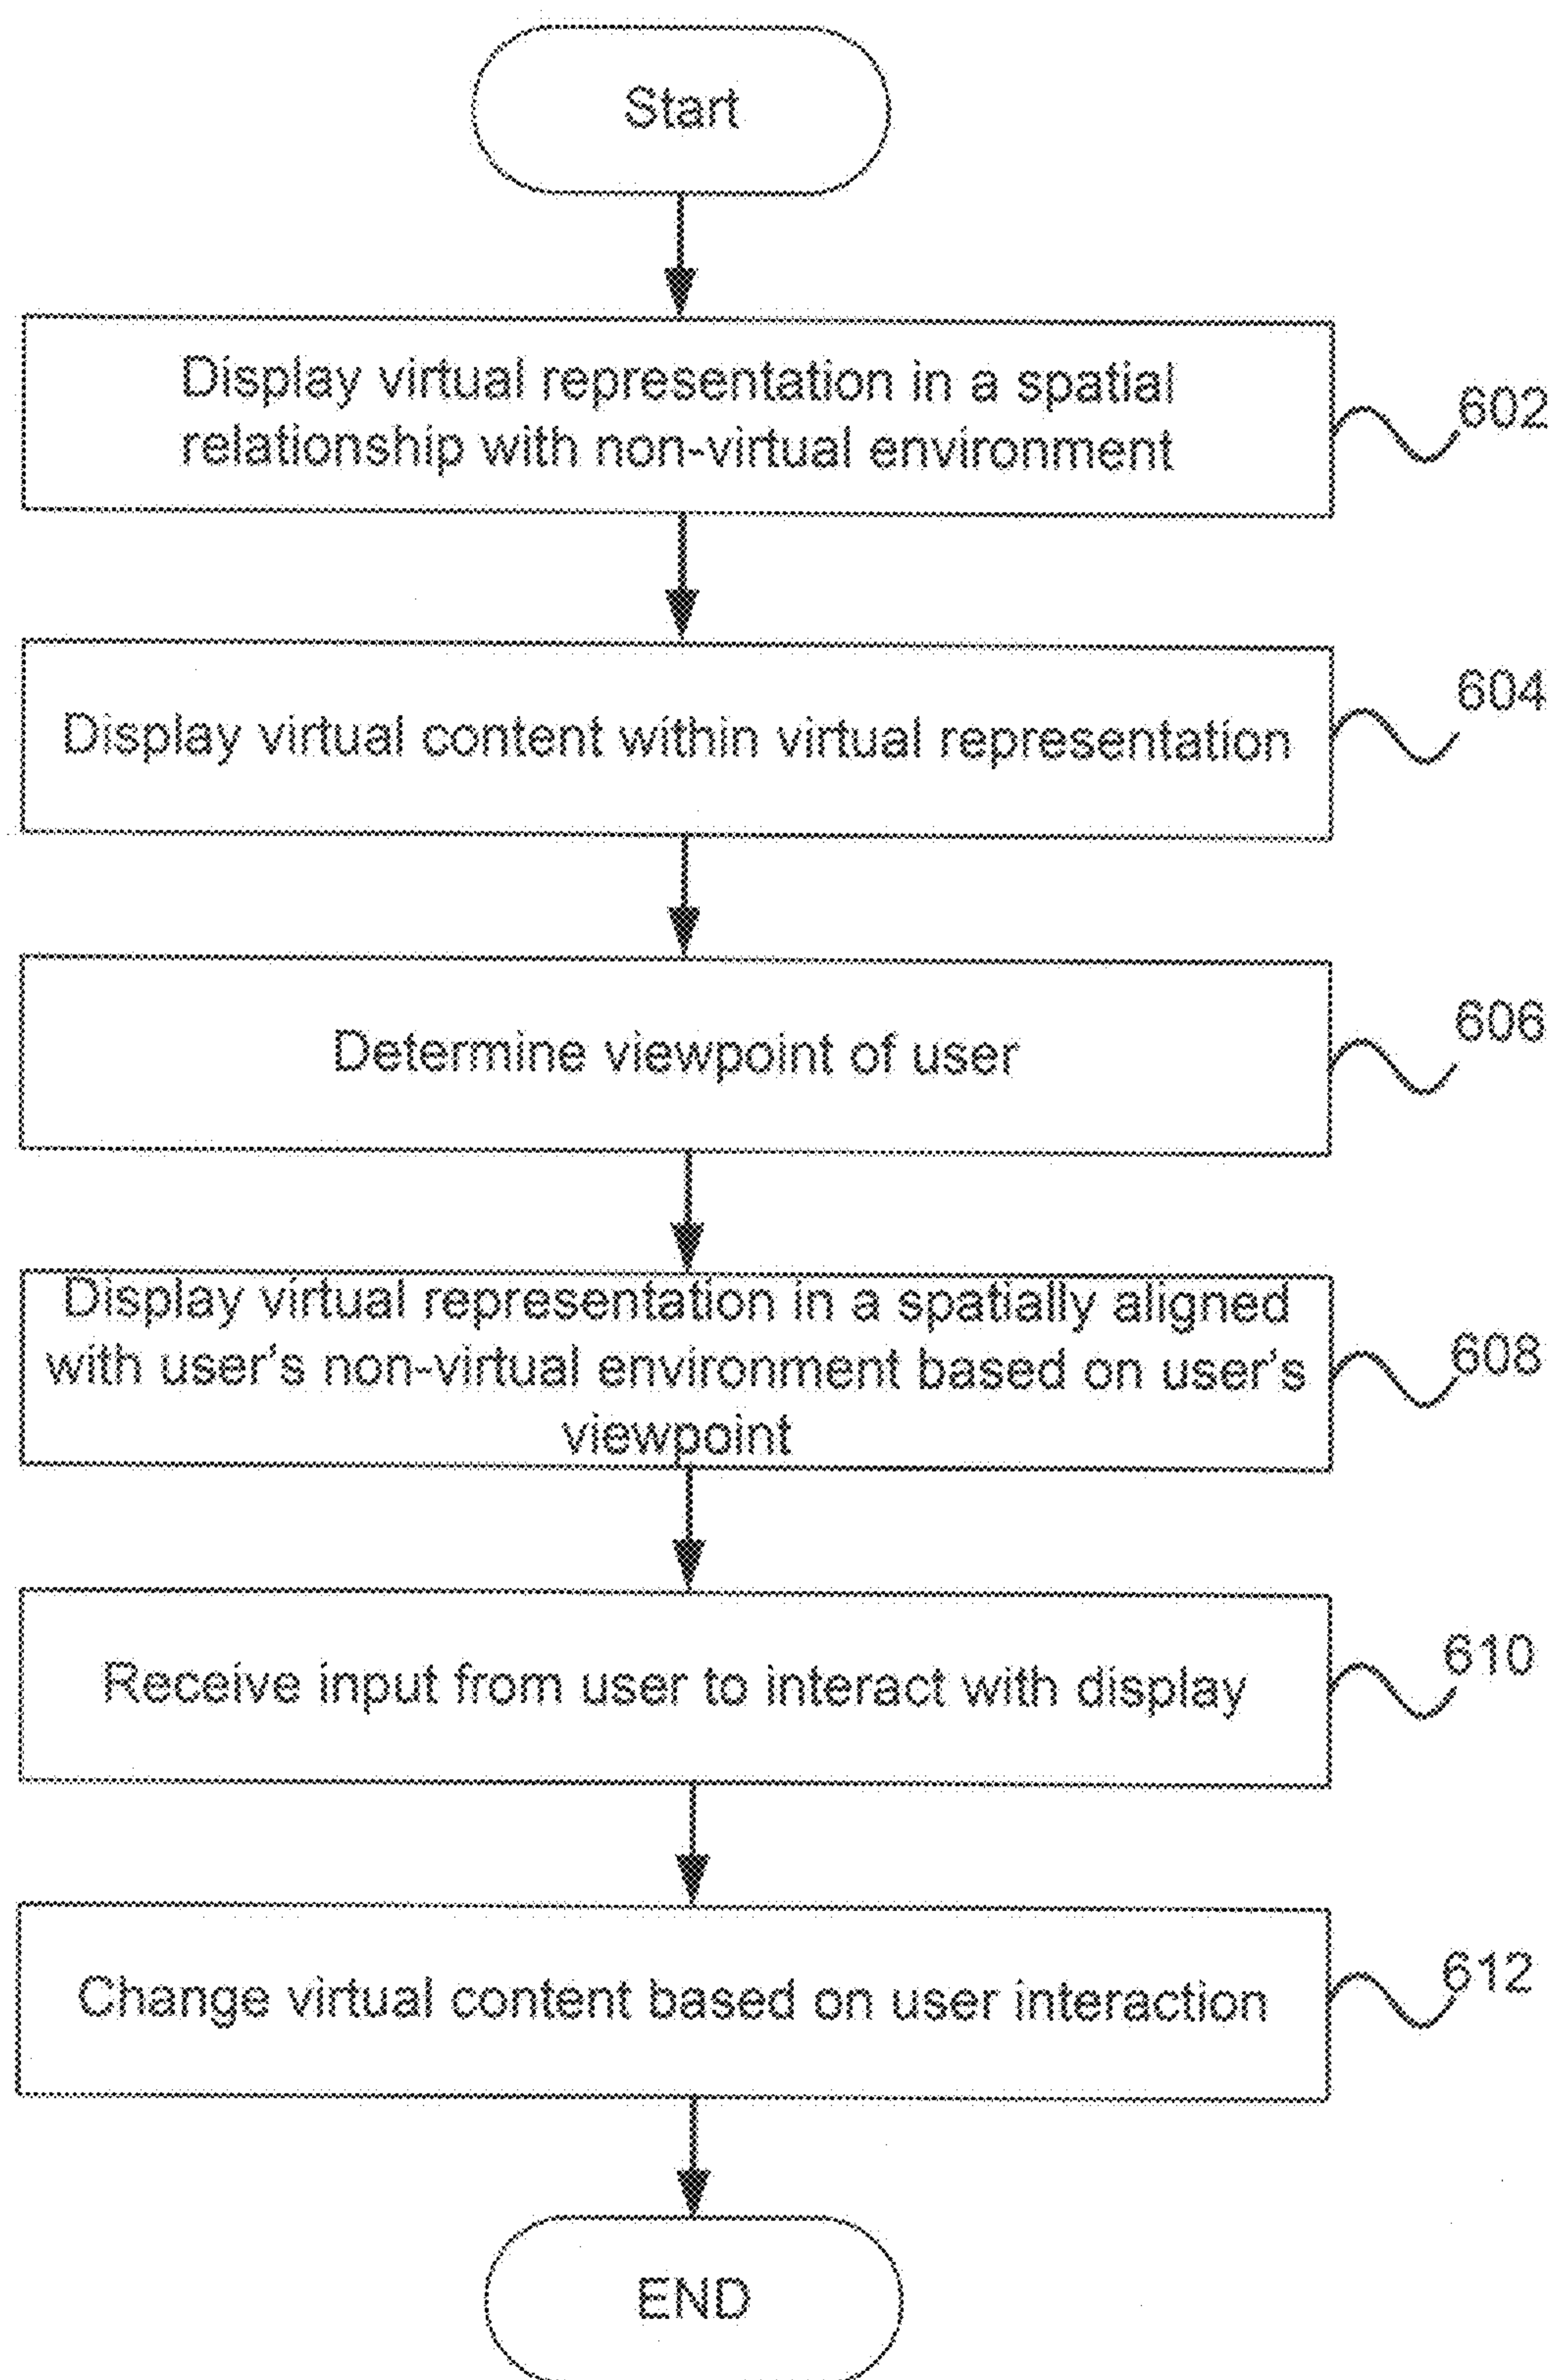 Start
Display virtual representation in a spatial
relationship with non-virtual environment
602
Display virtual content within virtual representation
604
Determine viewpoint of user
606
Display virtual representation in a spatially aligned
with user's non-virtual environment based on user's
viewpoint
608
Receive input from user to interact with display
610
Change virtual content based on user interaction
612
END